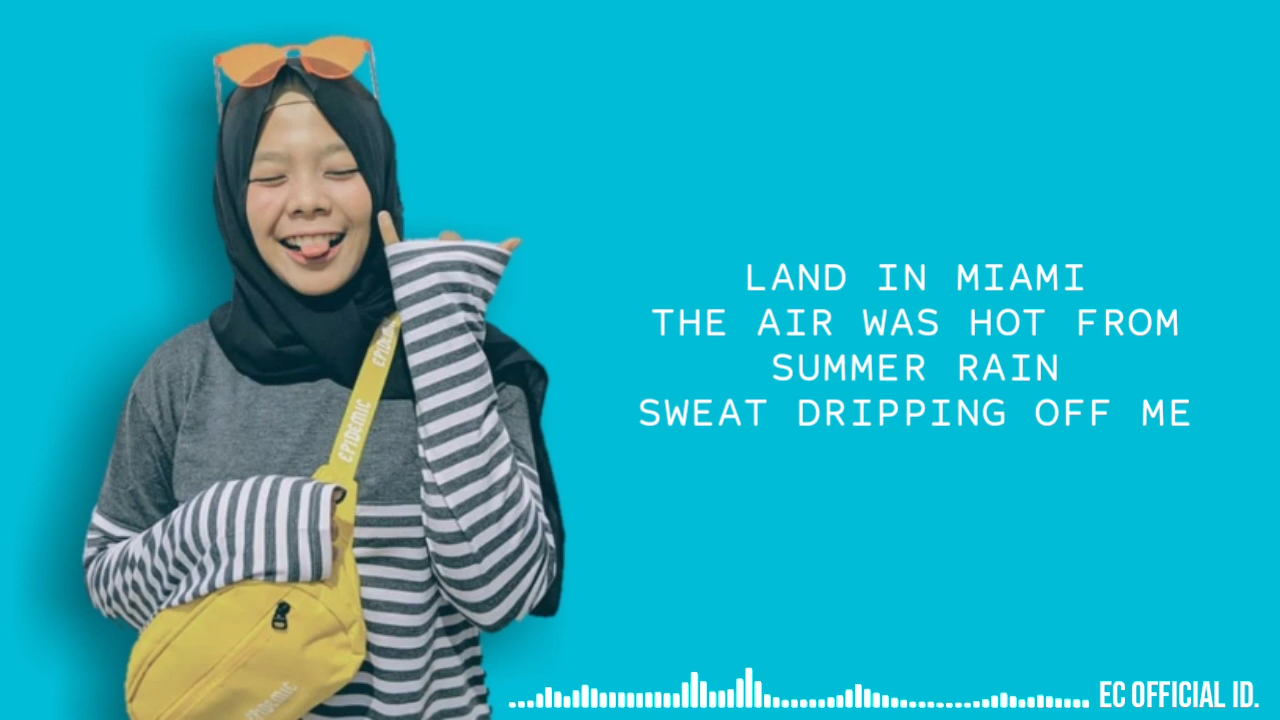 LAND IN MIAMI
THE AIR WAS HOT FROM
SUMMER RAIN
SWEAT DRIPPING OFF ME
EPIDEMIC
EPIDEMIC
EC OFFICIAL ID.